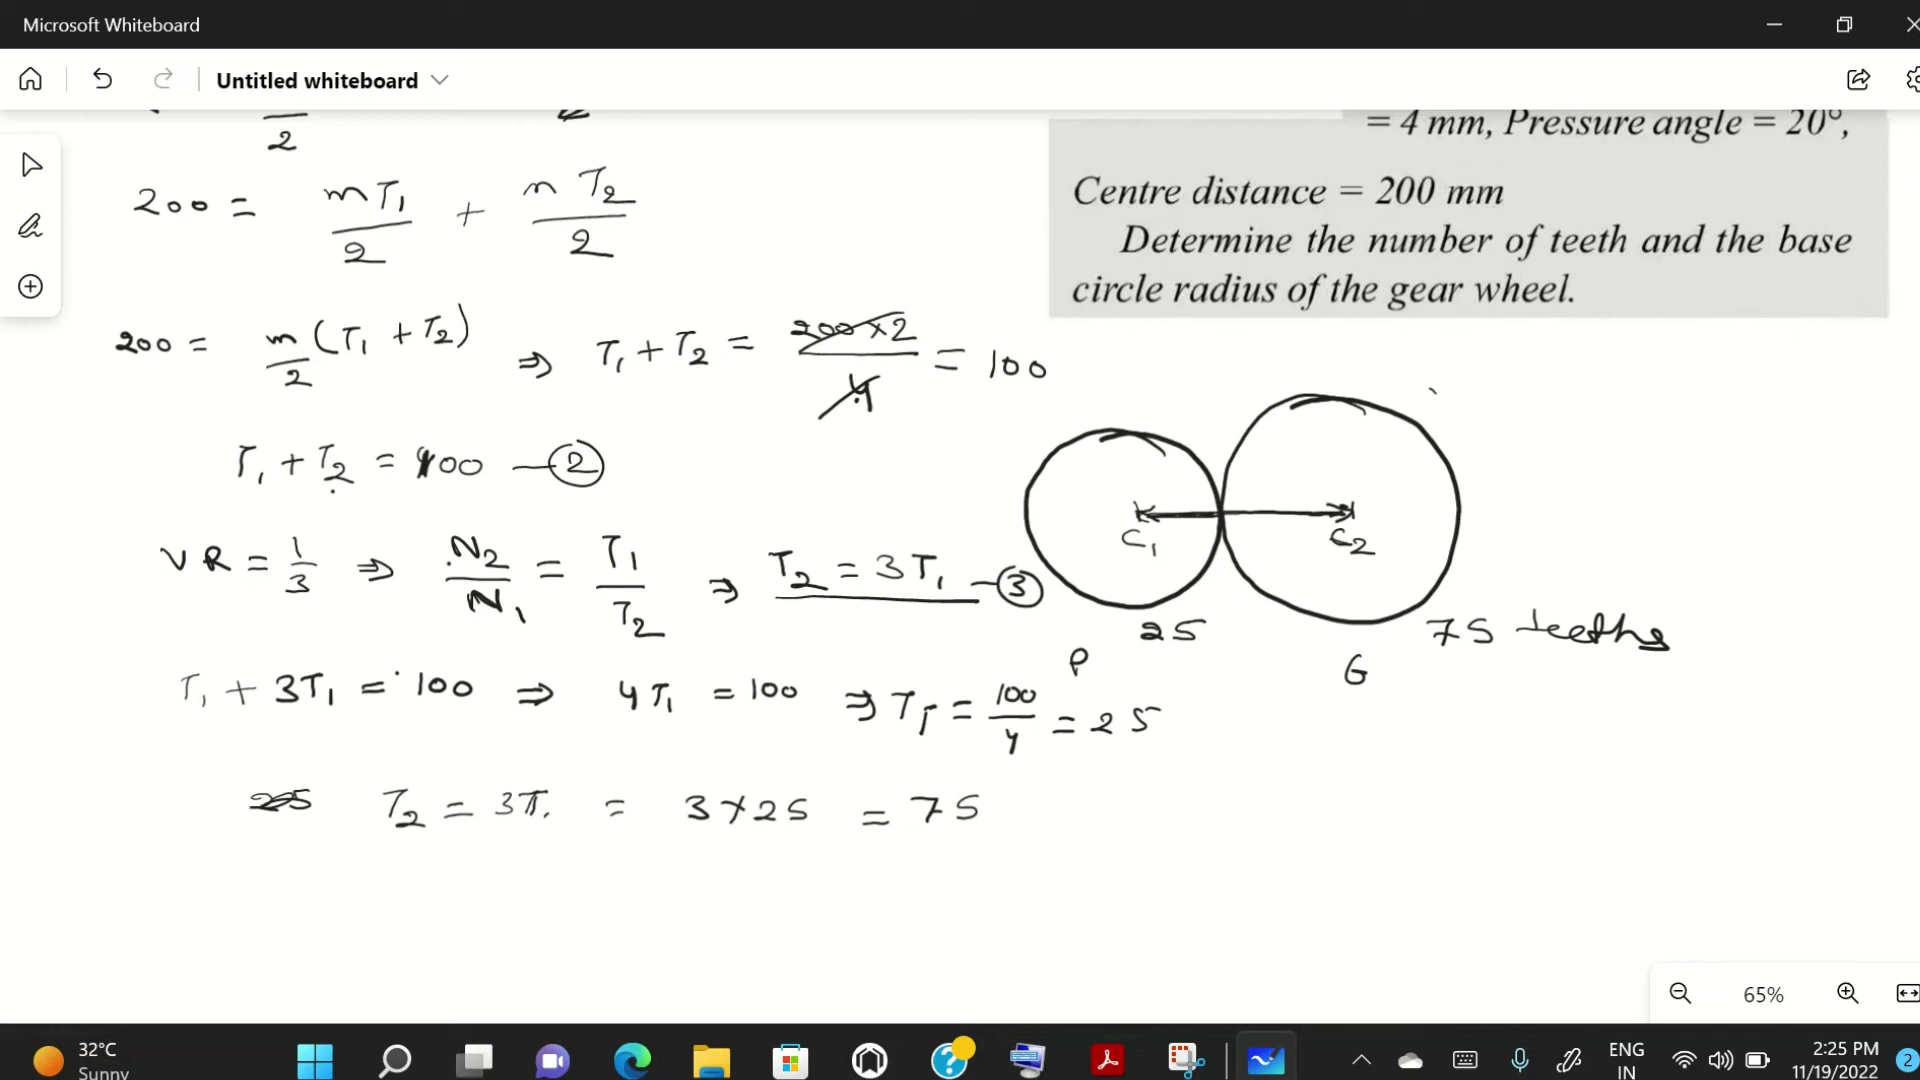 Microsoft Whiteboard
Untitled whiteboard
2
= 4 mm, Pressure angle = 20°,
Centre distance = 200 mm
Determine the number of teeth and the base
circle radius of the gear wheel.
200 = mT₁/2 + mT₂/2
200 = m/2 (T₁ + T₂) ⇒ T₁ + T₂ = 200×2/4 = 100
T₁ + T₂ = 100 — ②
VR = 1/3 ⇒ N₂/N₁ = T₁/T₂ ⇒ T₂ = 3T₁ — ③
C₁ C₂
25 75 teeths
P G
T₁ + 3T₁ = 100 ⇒ 4T₁ = 100 ⇒ T₁ = 100/4 = 25
T₂ = 3T₁ = 3×25 = 75
65%
32°C
Sunny
ENG
IN
2:25 PM
11/19/2022
2